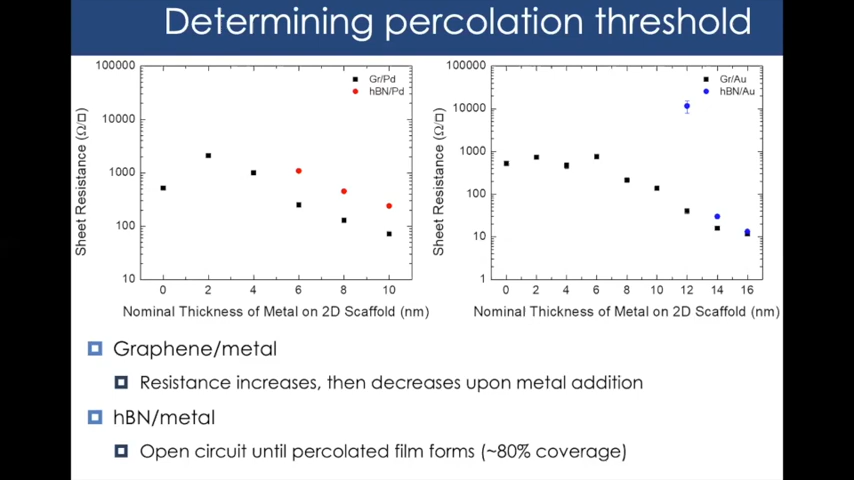 Determining percolation threshold
100000
10000
1000
100
10
Sheet Resistance (Ω/□)
Gr/Pd
hBN/Pd
0 2 4 6 8 10
Nominal Thickness of Metal on 2D Scaffold (nm)
100000
10000
1000
100
10
1
Sheet Resistance (Ω/□)
Gr/Au
hBN/Au
0 2 4 6 8 10 12 14 16
Nominal Thickness of Metal on 2D Scaffold (nm)
Graphene/metal
Resistance increases, then decreases upon metal addition
hBN/metal
Open circuit until percolated film forms (~80% coverage)